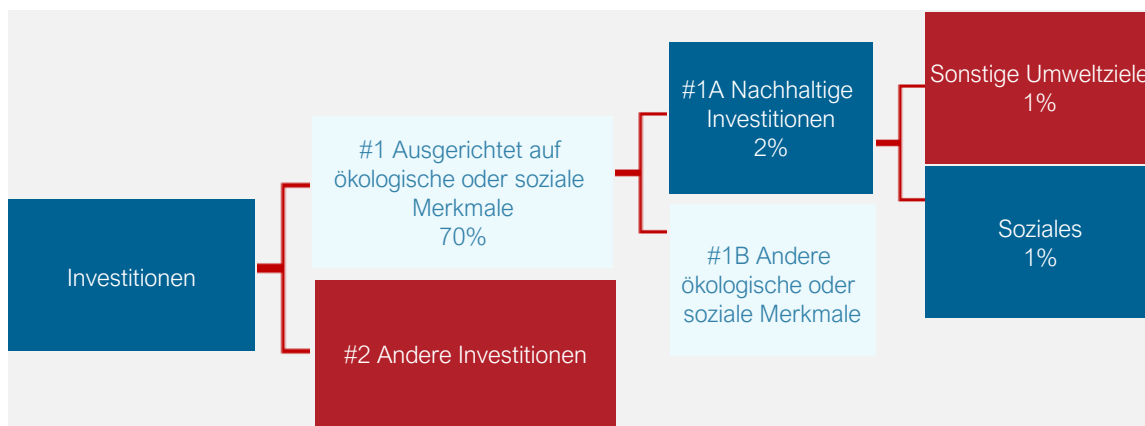 Investitionen
#1 Ausgerichtet auf
ökologische oder soziale
Merkmale
70%
#2 Andere Investitionen
#1A Nachhaltige
Investitionen
2%
#1B Andere
ökologische oder
soziale Merkmale
Sonstige Umweltziele
1%
Soziales
1%